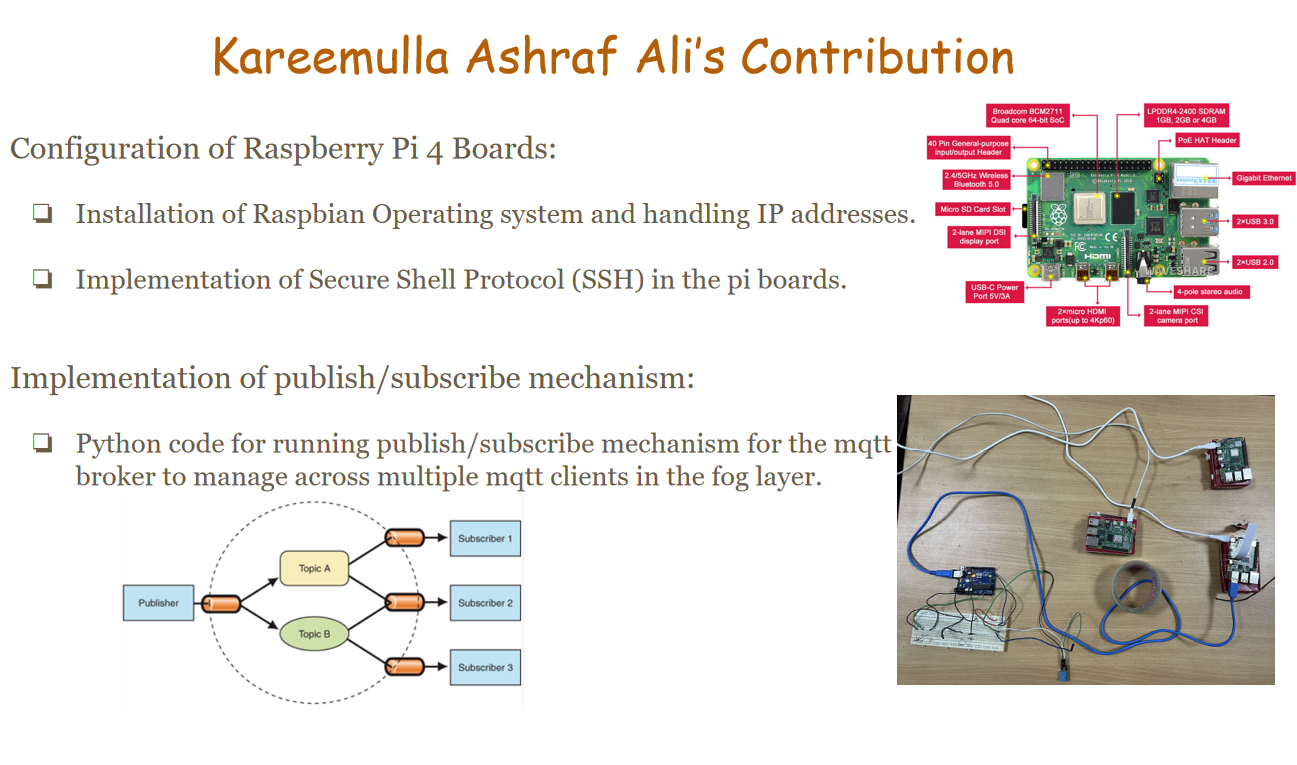 Kareemulla Ashraf Ali's Contribution
Configuration of Raspberry Pi 4 Boards:
❏ Installation of Raspbian Operating system and handling IP addresses.
❏ Implementation of Secure Shell Protocol (SSH) in the pi boards.
Broadcom BCM2711
Quad core 64-bit SoC
LPDDR4-2400 SDRAM
1GB, 2GB or 4GB
40 Pin General-purpose
input/output Header
PoE HAT Header
2.4/5GHz Wireless
Bluetooth 5.0
Gigabit Ethernet
Micro SD Card Slot
2×USB 3.0
2-lane MIPI DSI
display port
HDMI
2×USB 2.0
USB-C Power
Port 5V/3A
4-pole stereo audio
2×micro HDMI
ports(up to 4Kp60)
2-lane MIPI CSI
camera port
Implementation of publish/subscribe mechanism:
❏ Python code for running publish/subscribe mechanism for the mqtt
broker to manage across multiple mqtt clients in the fog layer.
Publisher
Topic A
Topic B
Subscriber 1
Subscriber 2
Subscriber 3